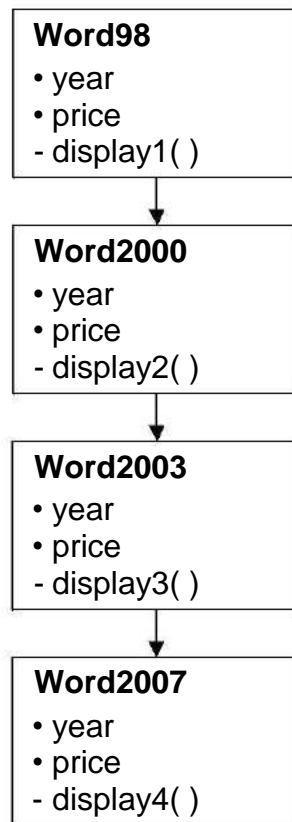 Word98
• year
• price
- display1( )
Word2000
• year
• price
- display2( )
Word2003
• year
• price
- display3( )
Word2007
• year
• price
- display4( )